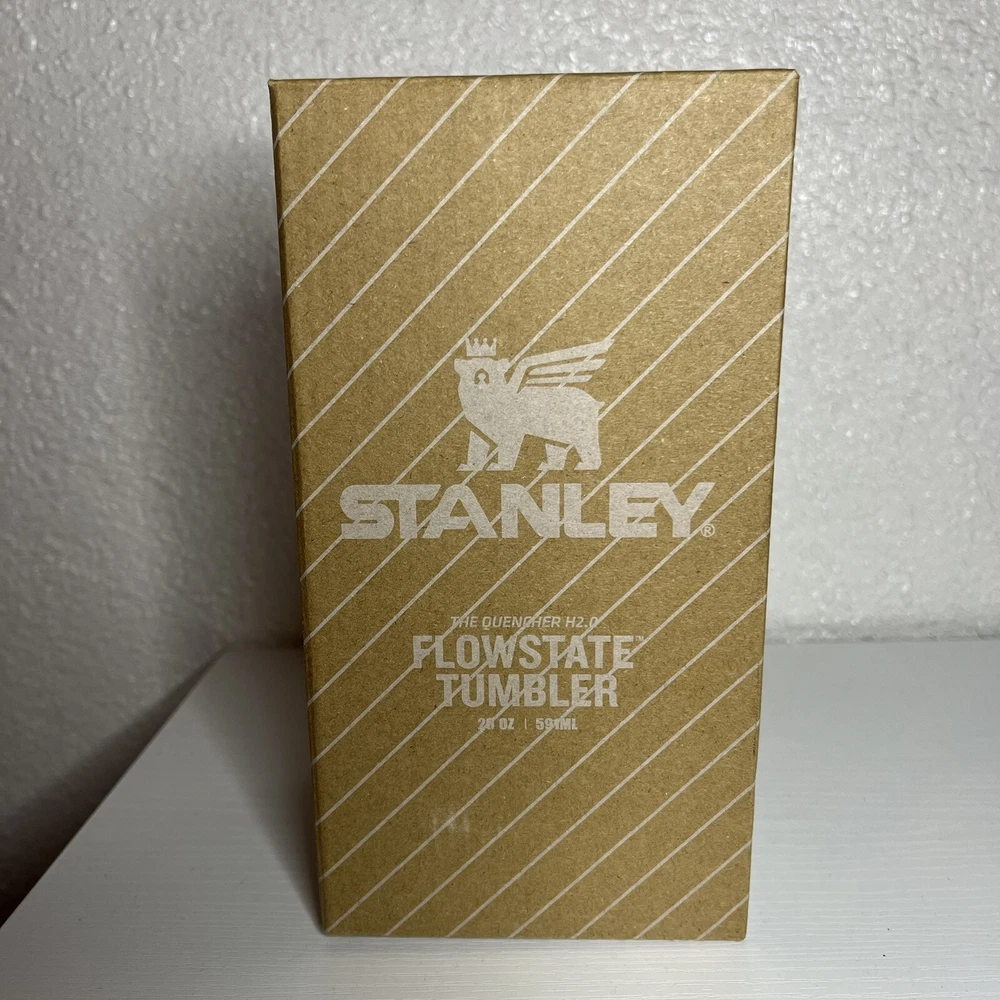 STANLEY®
THE QUENCHER H2.0
FLOWSTATE™
TUMBLER
20 OZ | 591ML